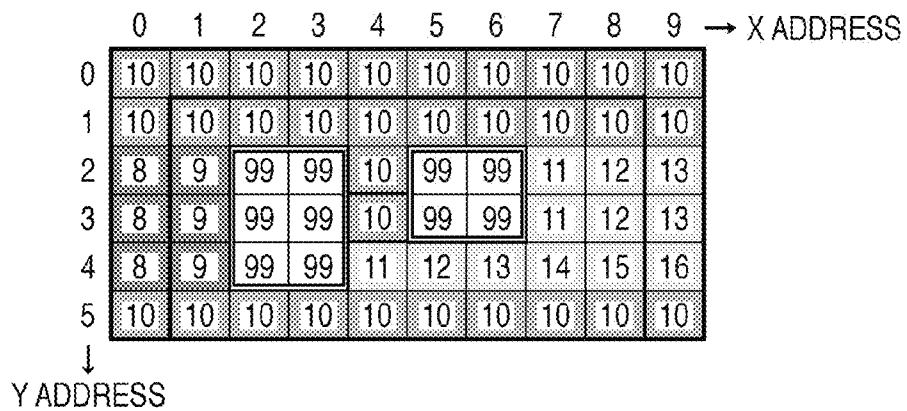 0 1 2 3 4 5 6 7 8 9 → X ADDRESS
0 10 10 10 10 10 10 10 10 10 10
1 10 10 10 10 10 10 10 10 10 10
2 8 9 99 99 10 99 99 11 12 13
3 8 9 99 99 10 99 99 11 12 13
4 8 9 99 99 11 12 13 14 15 16
5 10 10 10 10 10 10 10 10 10 10
↓
Y ADDRESS